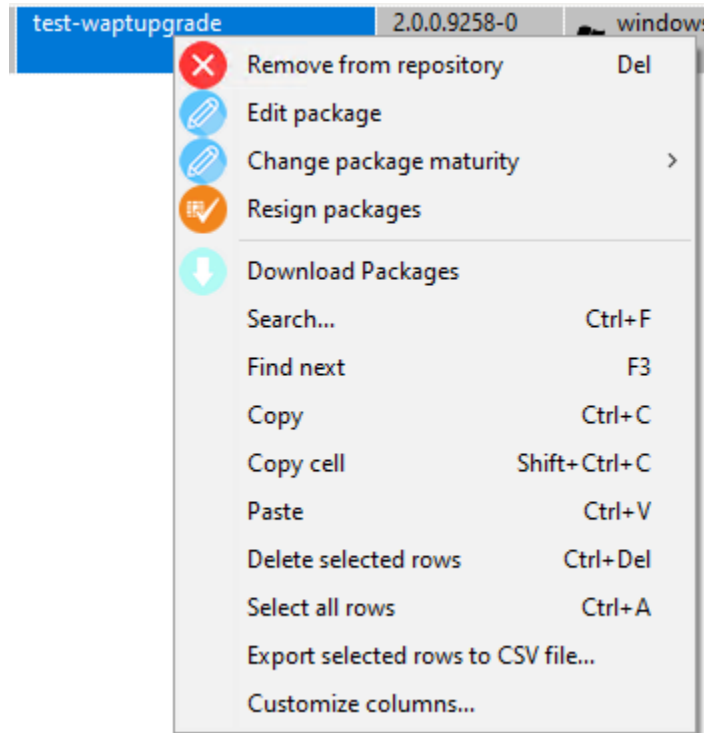 test-waptupgrade 2.0.0.9258-0 windows
Remove from repository Del
Edit package
Change package maturity
Resign packages
Download Packages
Search... Ctrl+F
Find next F3
Copy Ctrl+C
Copy cell Shift+Ctrl+C
Paste Ctrl+V
Delete selected rows Ctrl+Del
Select all rows Ctrl+A
Export selected rows to CSV file...
Customize columns...